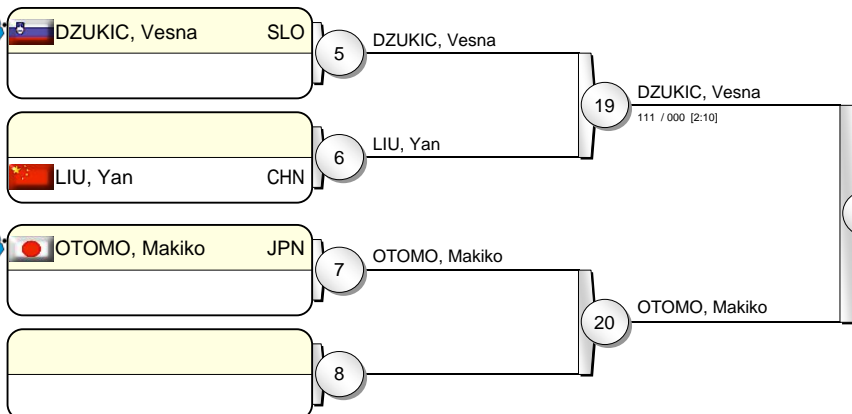 DZUKIC, Vesna SLO
5
DZUKIC, Vesna
19
DZUKIC, Vesna
111 / 000 [2:10]
6
LIU, Yan
LIU, Yan CHN
OTOMO, Makiko JPN
7
OTOMO, Makiko
20
OTOMO, Makiko
8